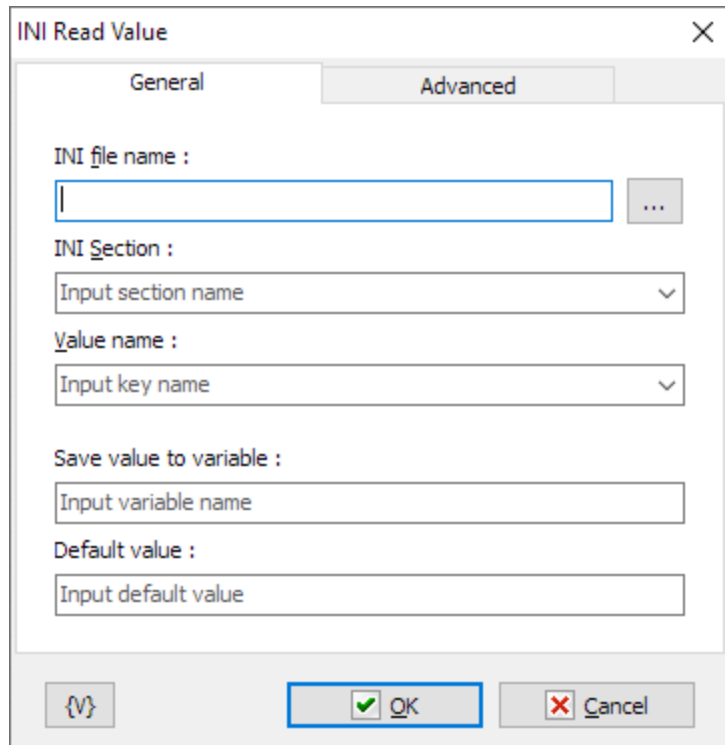 INI Read Value
General Advanced
INI file name :
...
INI Section :
Input section name
Value name :
Input key name
Save value to variable :
Input variable name
Default value :
Input default value
{V} OK Cancel